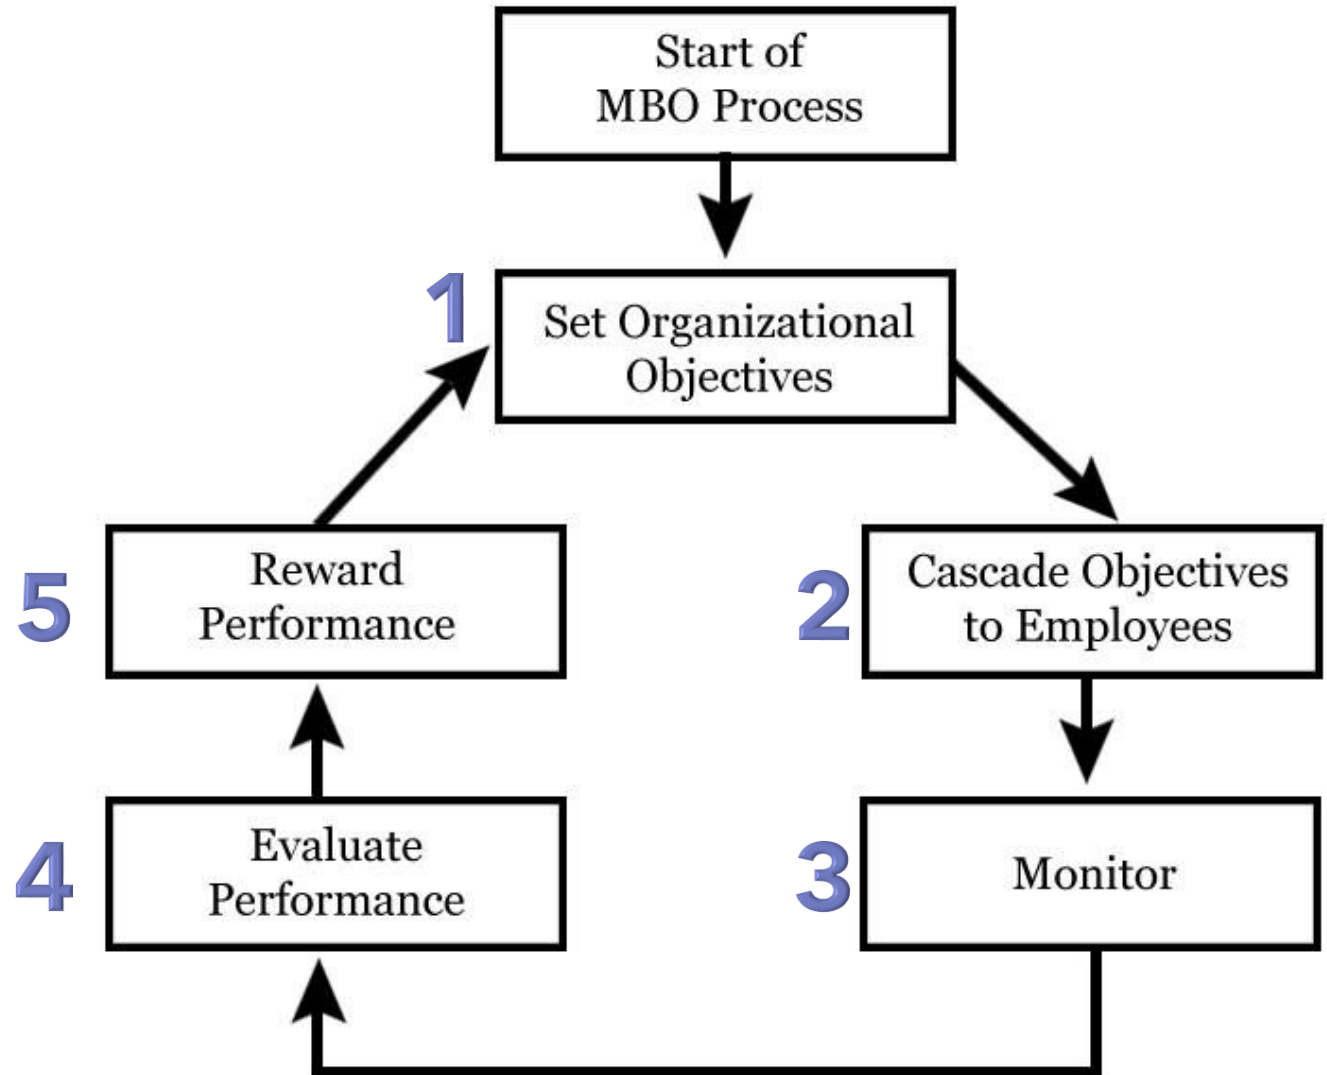 Start of
MBO Process
1
Set Organizational
Objectives
2
Cascade Objectives
to Employees
3
Monitor
4
Evaluate
Performance
5
Reward
Performance